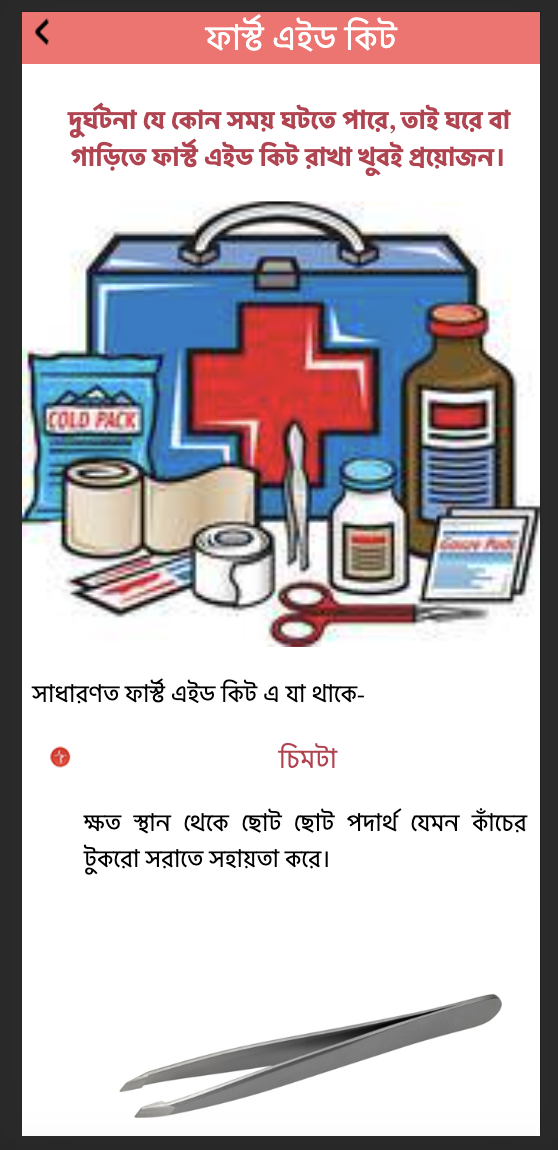 ফার্স্ট এইড কিট
দুর্ঘটনা যে কোন সময় ঘটতে পারে, তাই ঘরে বা
গাড়িতে ফার্স্ট এইড কিট রাখা খুবই প্রয়োজন।
COLD PACK
Gauze Pads
সাধারণত ফার্স্ট এইড কিট এ যা থাকে-
চিমটা
ক্ষত স্থান থেকে ছোট ছোট পদার্থ যেমন কাঁচের
টুকরো সরাতে সহায়তা করে।